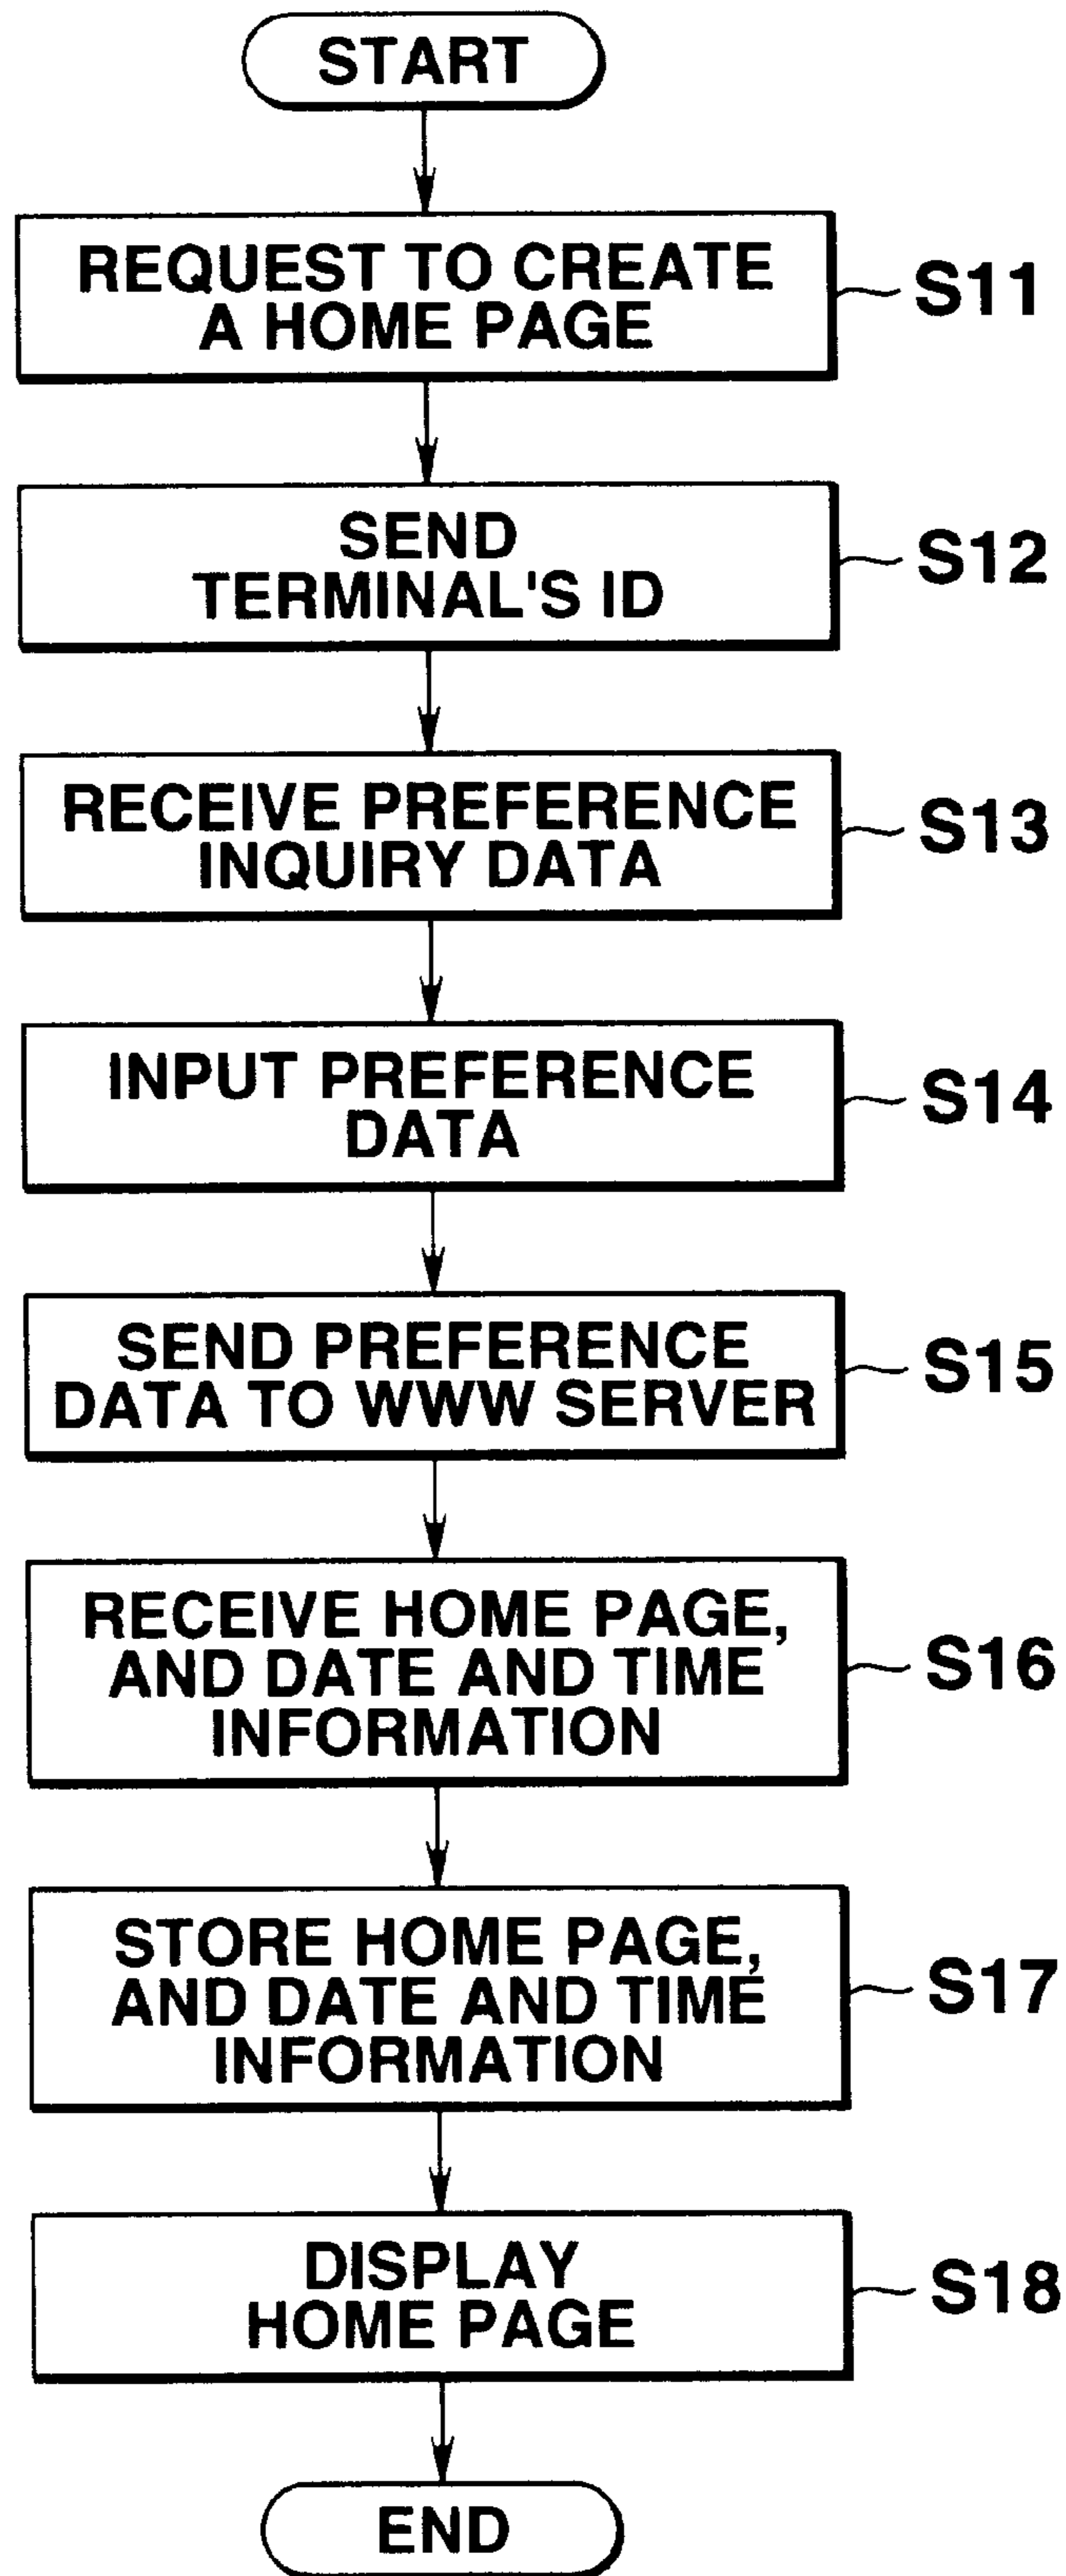 START
REQUEST TO CREATE
A HOME PAGE
S11
SEND
TERMINAL'S ID
S12
RECEIVE PREFERENCE
INQUIRY DATA
S13
INPUT PREFERENCE
DATA
S14
SEND PREFERENCE
DATA TO WWW SERVER
S15
RECEIVE HOME PAGE,
AND DATE AND TIME
INFORMATION
S16
STORE HOME PAGE,
AND DATE AND TIME
INFORMATION
S17
DISPLAY
HOME PAGE
S18
END